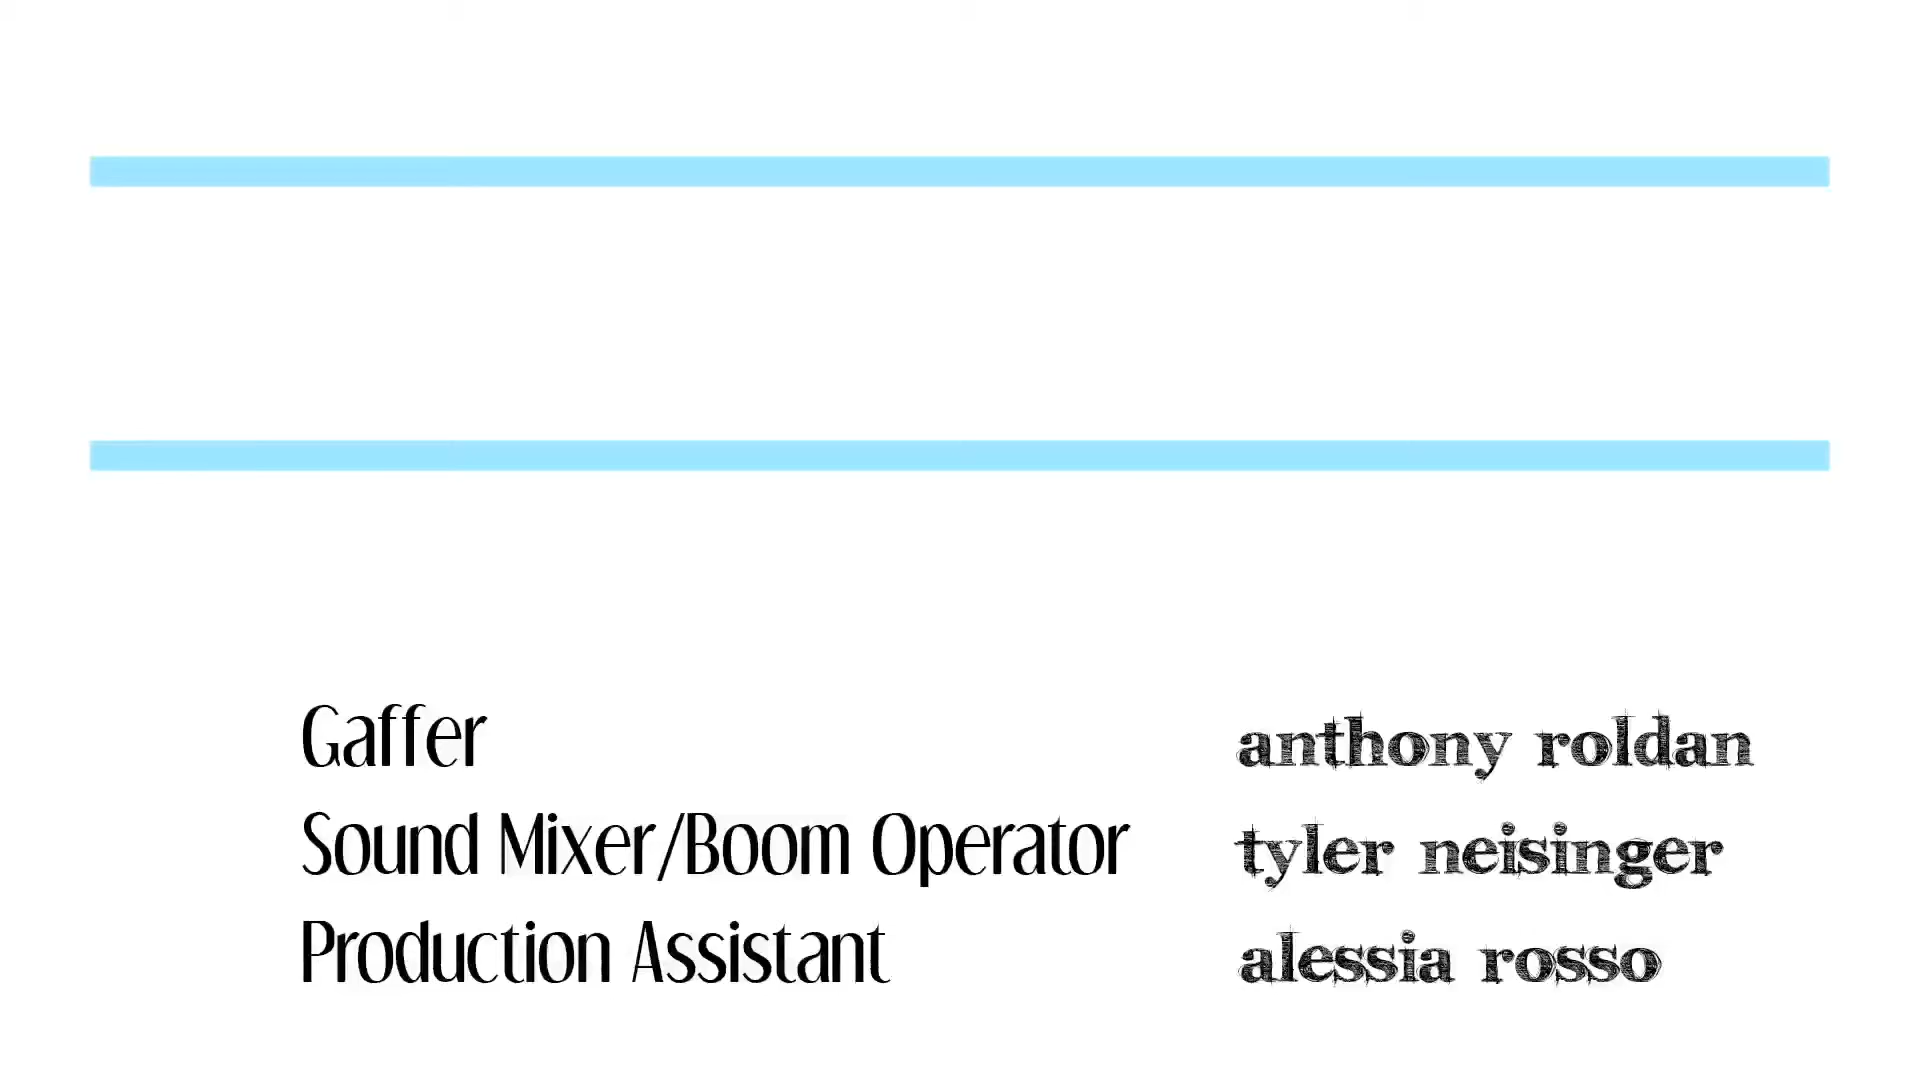 Gaffer anthony roldan
Sound Mixer/Boom Operator tyler neisinger
Production Assistant alessia rosso